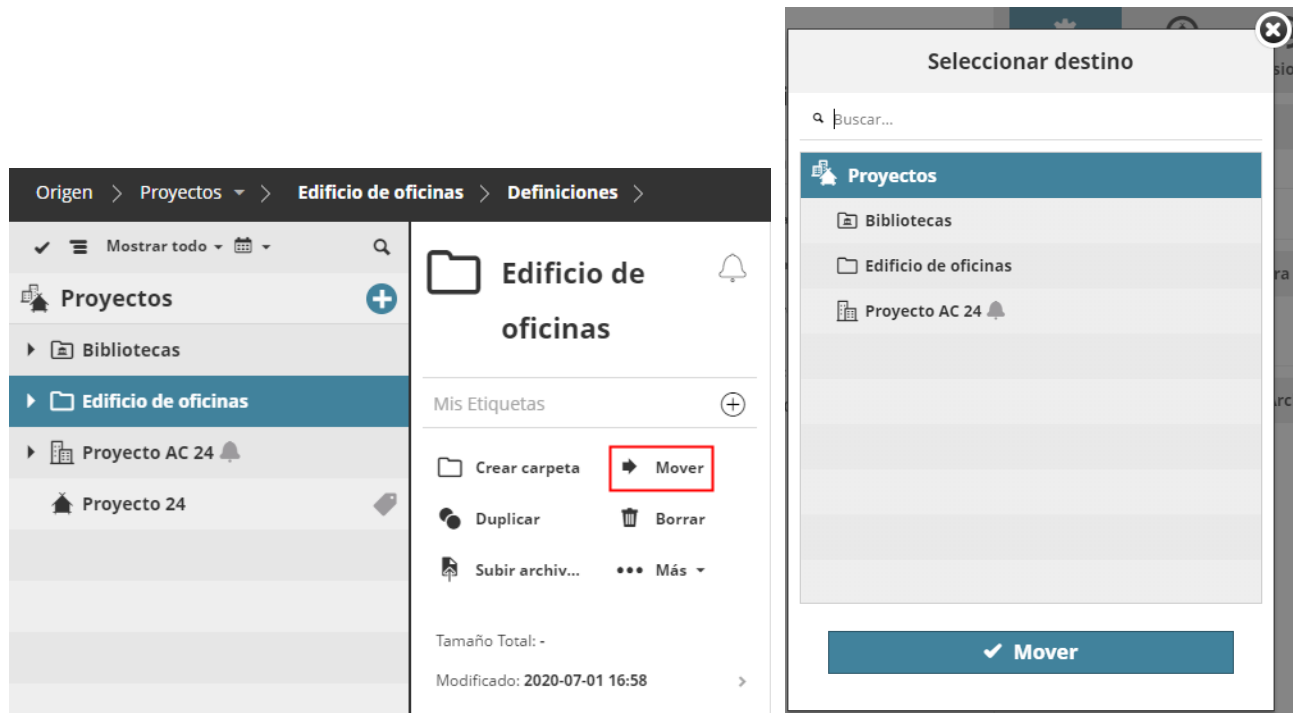 Origen > Proyectos > Edificio de oficinas > Definiciones >
Mostrar todo
Proyectos
Bibliotecas
Edificio de oficinas
Proyecto AC 24
Proyecto 24
Edificio de
oficinas
Mis Etiquetas
Crear carpeta Mover
Duplicar Borrar
Subir archiv... Más
Tamaño Total: -
Modificado: 2020-07-01 16:58 >
Seleccionar destino
Buscar...
Proyectos
Bibliotecas
Edificio de oficinas
Proyecto AC 24
Mover